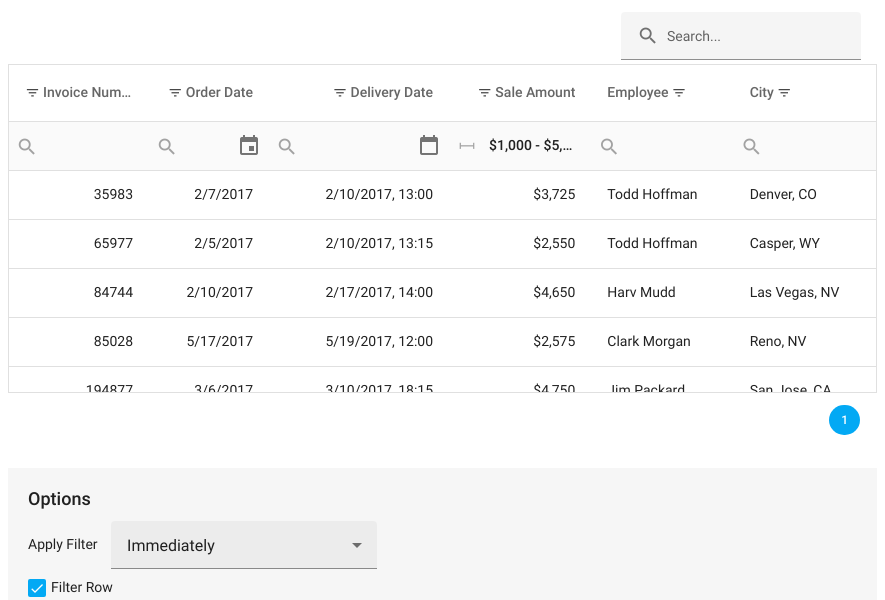 Search...
Invoice Num... Order Date Delivery Date Sale Amount Employee City
$1,000 - $5,...
35983 2/7/2017 2/10/2017, 13:00 $3,725 Todd Hoffman Denver, CO
65977 2/5/2017 2/10/2017, 13:15 $2,550 Todd Hoffman Casper, WY
84744 2/10/2017 2/17/2017, 14:00 $4,650 Harv Mudd Las Vegas, NV
85028 5/17/2017 5/19/2017, 12:00 $2,575 Clark Morgan Reno, NV
194877 3/6/2017 3/10/2017, 18:15 $4,750 Jim Packard San Jose, CA
1
Options
Apply Filter Immediately
Filter Row